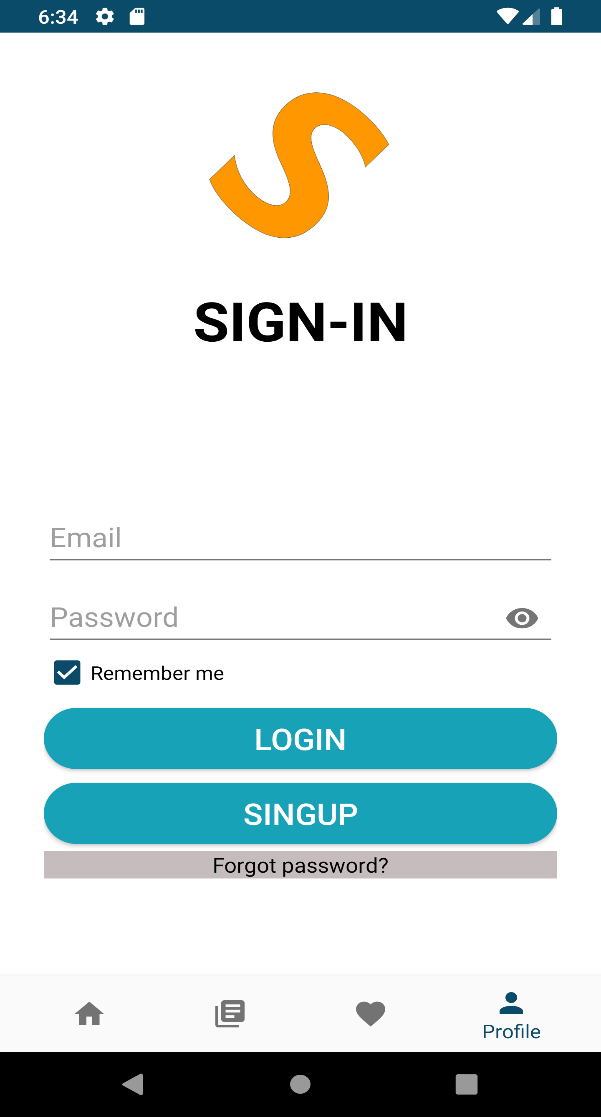 6:34
S
SIGN-IN
Email
Password
Remember me
LOGIN
SINGUP
Forgot password?
Profile